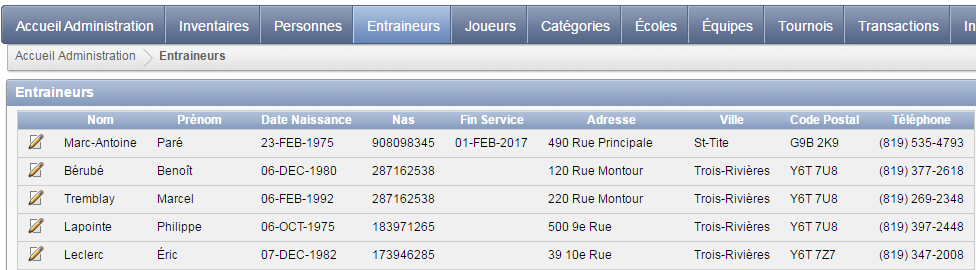 Accueil Administration Inventaires Personnes Entraineurs Joueurs Catégories Écoles Équipes Tournois Transactions In
Accueil Administration Entraineurs
Entraineurs
Nom Prénom Date Naissance Nas Fin Service Adresse Ville Code Postal Téléphone
Marc-Antoine Paré 23-FEB-1975 908098345 01-FEB-2017 490 Rue Principale St-Tite G9B 2K9 (819) 535-4793
Bérubé Benoît 06-DEC-1980 287162538 120 Rue Montour Trois-Rivières Y6T 7U8 (819) 377-2618
Tremblay Marcel 06-FEB-1992 287162538 220 Rue Montour Trois-Rivières Y6T 7U8 (819) 269-2348
Lapointe Philippe 06-OCT-1975 183971265 500 9e Rue Trois-Rivières Y6T 7U8 (819) 397-2448
Leclerc Éric 07-DEC-1982 173946285 39 10e Rue Trois-Rivières Y6T 7Z7 (819) 347-2008